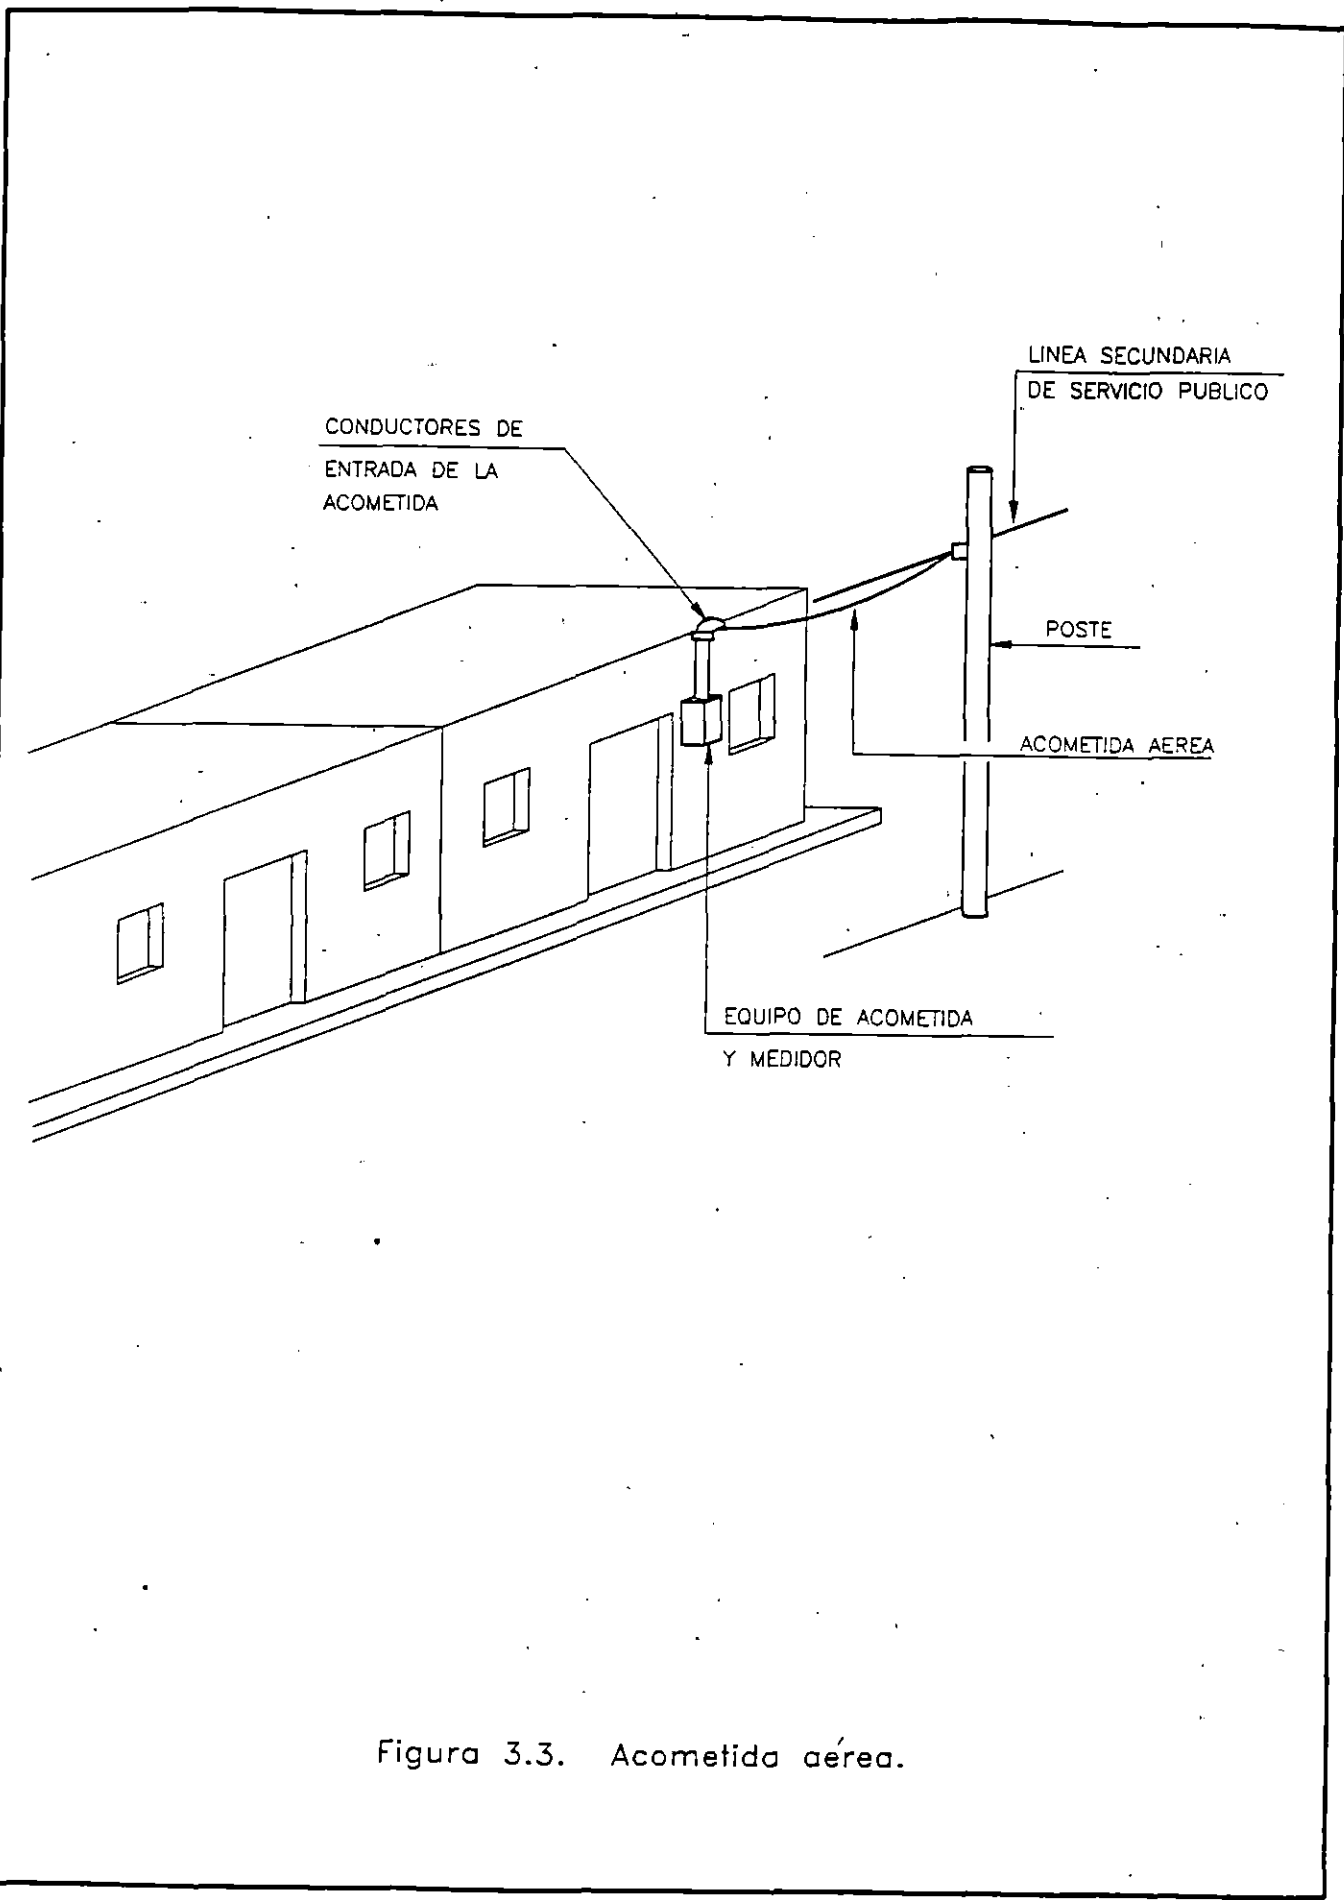 LINEA SECUNDARIA
DE SERVICIO PUBLICO
CONDUCTORES DE
ENTRADA DE LA
ACOMETIDA
POSTE
ACOMETIDA AEREA
EQUIPO DE ACOMETIDA
Y MEDIDOR
Figura 3.3. Acometida aérea.